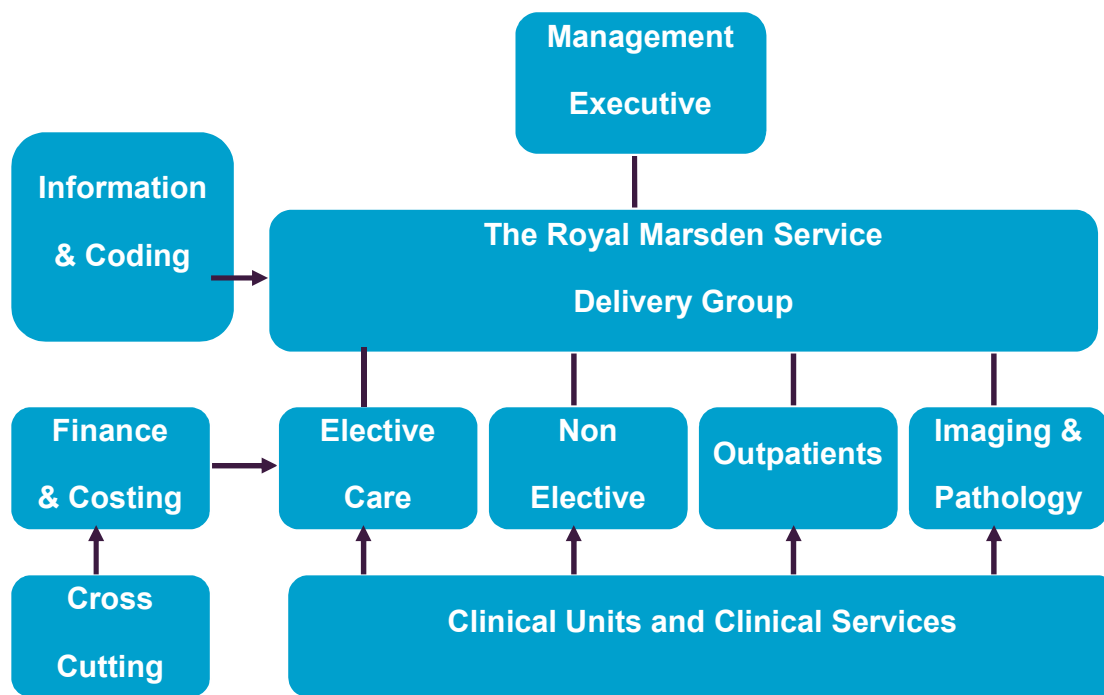 Management
Executive
Information
& Coding
The Royal Marsden Service
Delivery Group
Finance
& Costing
Elective
Care
Non
Elective
Outpatients
Imaging &
Pathology
Cross
Cutting
Clinical Units and Clinical Services